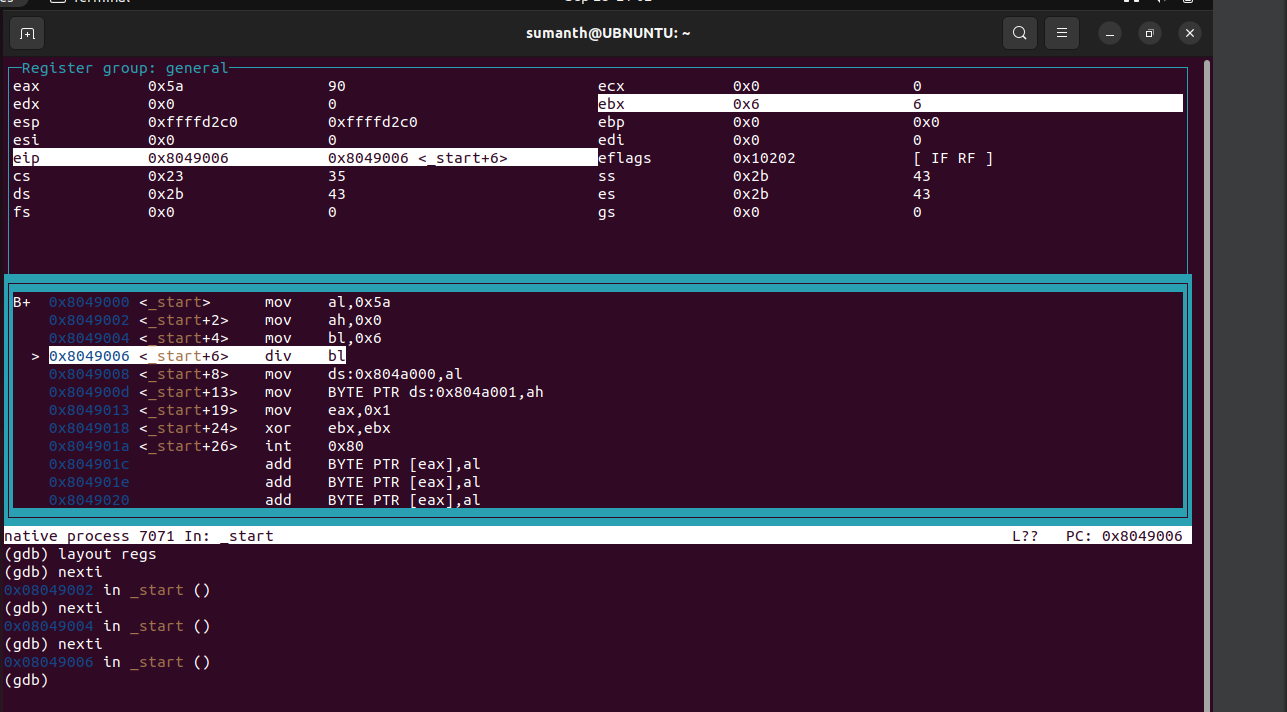 Terminal
sumanth@UBNUNTU: ~
Register group: general
eax 0x5a 90 ecx 0x0 0
edx 0x0 0 ebx 0x6 6
esp 0xffffd2c0 0xffffd2c0 ebp 0x0 0x0
esi 0x0 0 edi 0x0 0
eip 0x8049006 0x8049006 <_start+6> eflags 0x10202 [ IF RF ]
cs 0x23 35 ss 0x2b 43
ds 0x2b 43 es 0x2b 43
fs 0x0 0 gs 0x0 0
B+ 0x8049000 <_start> mov al,0x5a
0x8049002 <_start+2> mov ah,0x0
0x8049004 <_start+4> mov bl,0x6
> 0x8049006 <_start+6> div bl
0x8049008 <_start+8> mov ds:0x804a000,al
0x804900d <_start+13> mov BYTE PTR ds:0x804a001,ah
0x8049013 <_start+19> mov eax,0x1
0x8049018 <_start+24> xor ebx,ebx
0x804901a <_start+26> int 0x80
0x804901c add BYTE PTR [eax],al
0x804901e add BYTE PTR [eax],al
0x8049020 add BYTE PTR [eax],al
native process 7071 In: _start L?? PC: 0x8049006
(gdb) layout regs
(gdb) nexti
0x08049002 in _start ()
(gdb) nexti
0x08049004 in _start ()
(gdb) nexti
0x08049006 in _start ()
(gdb)